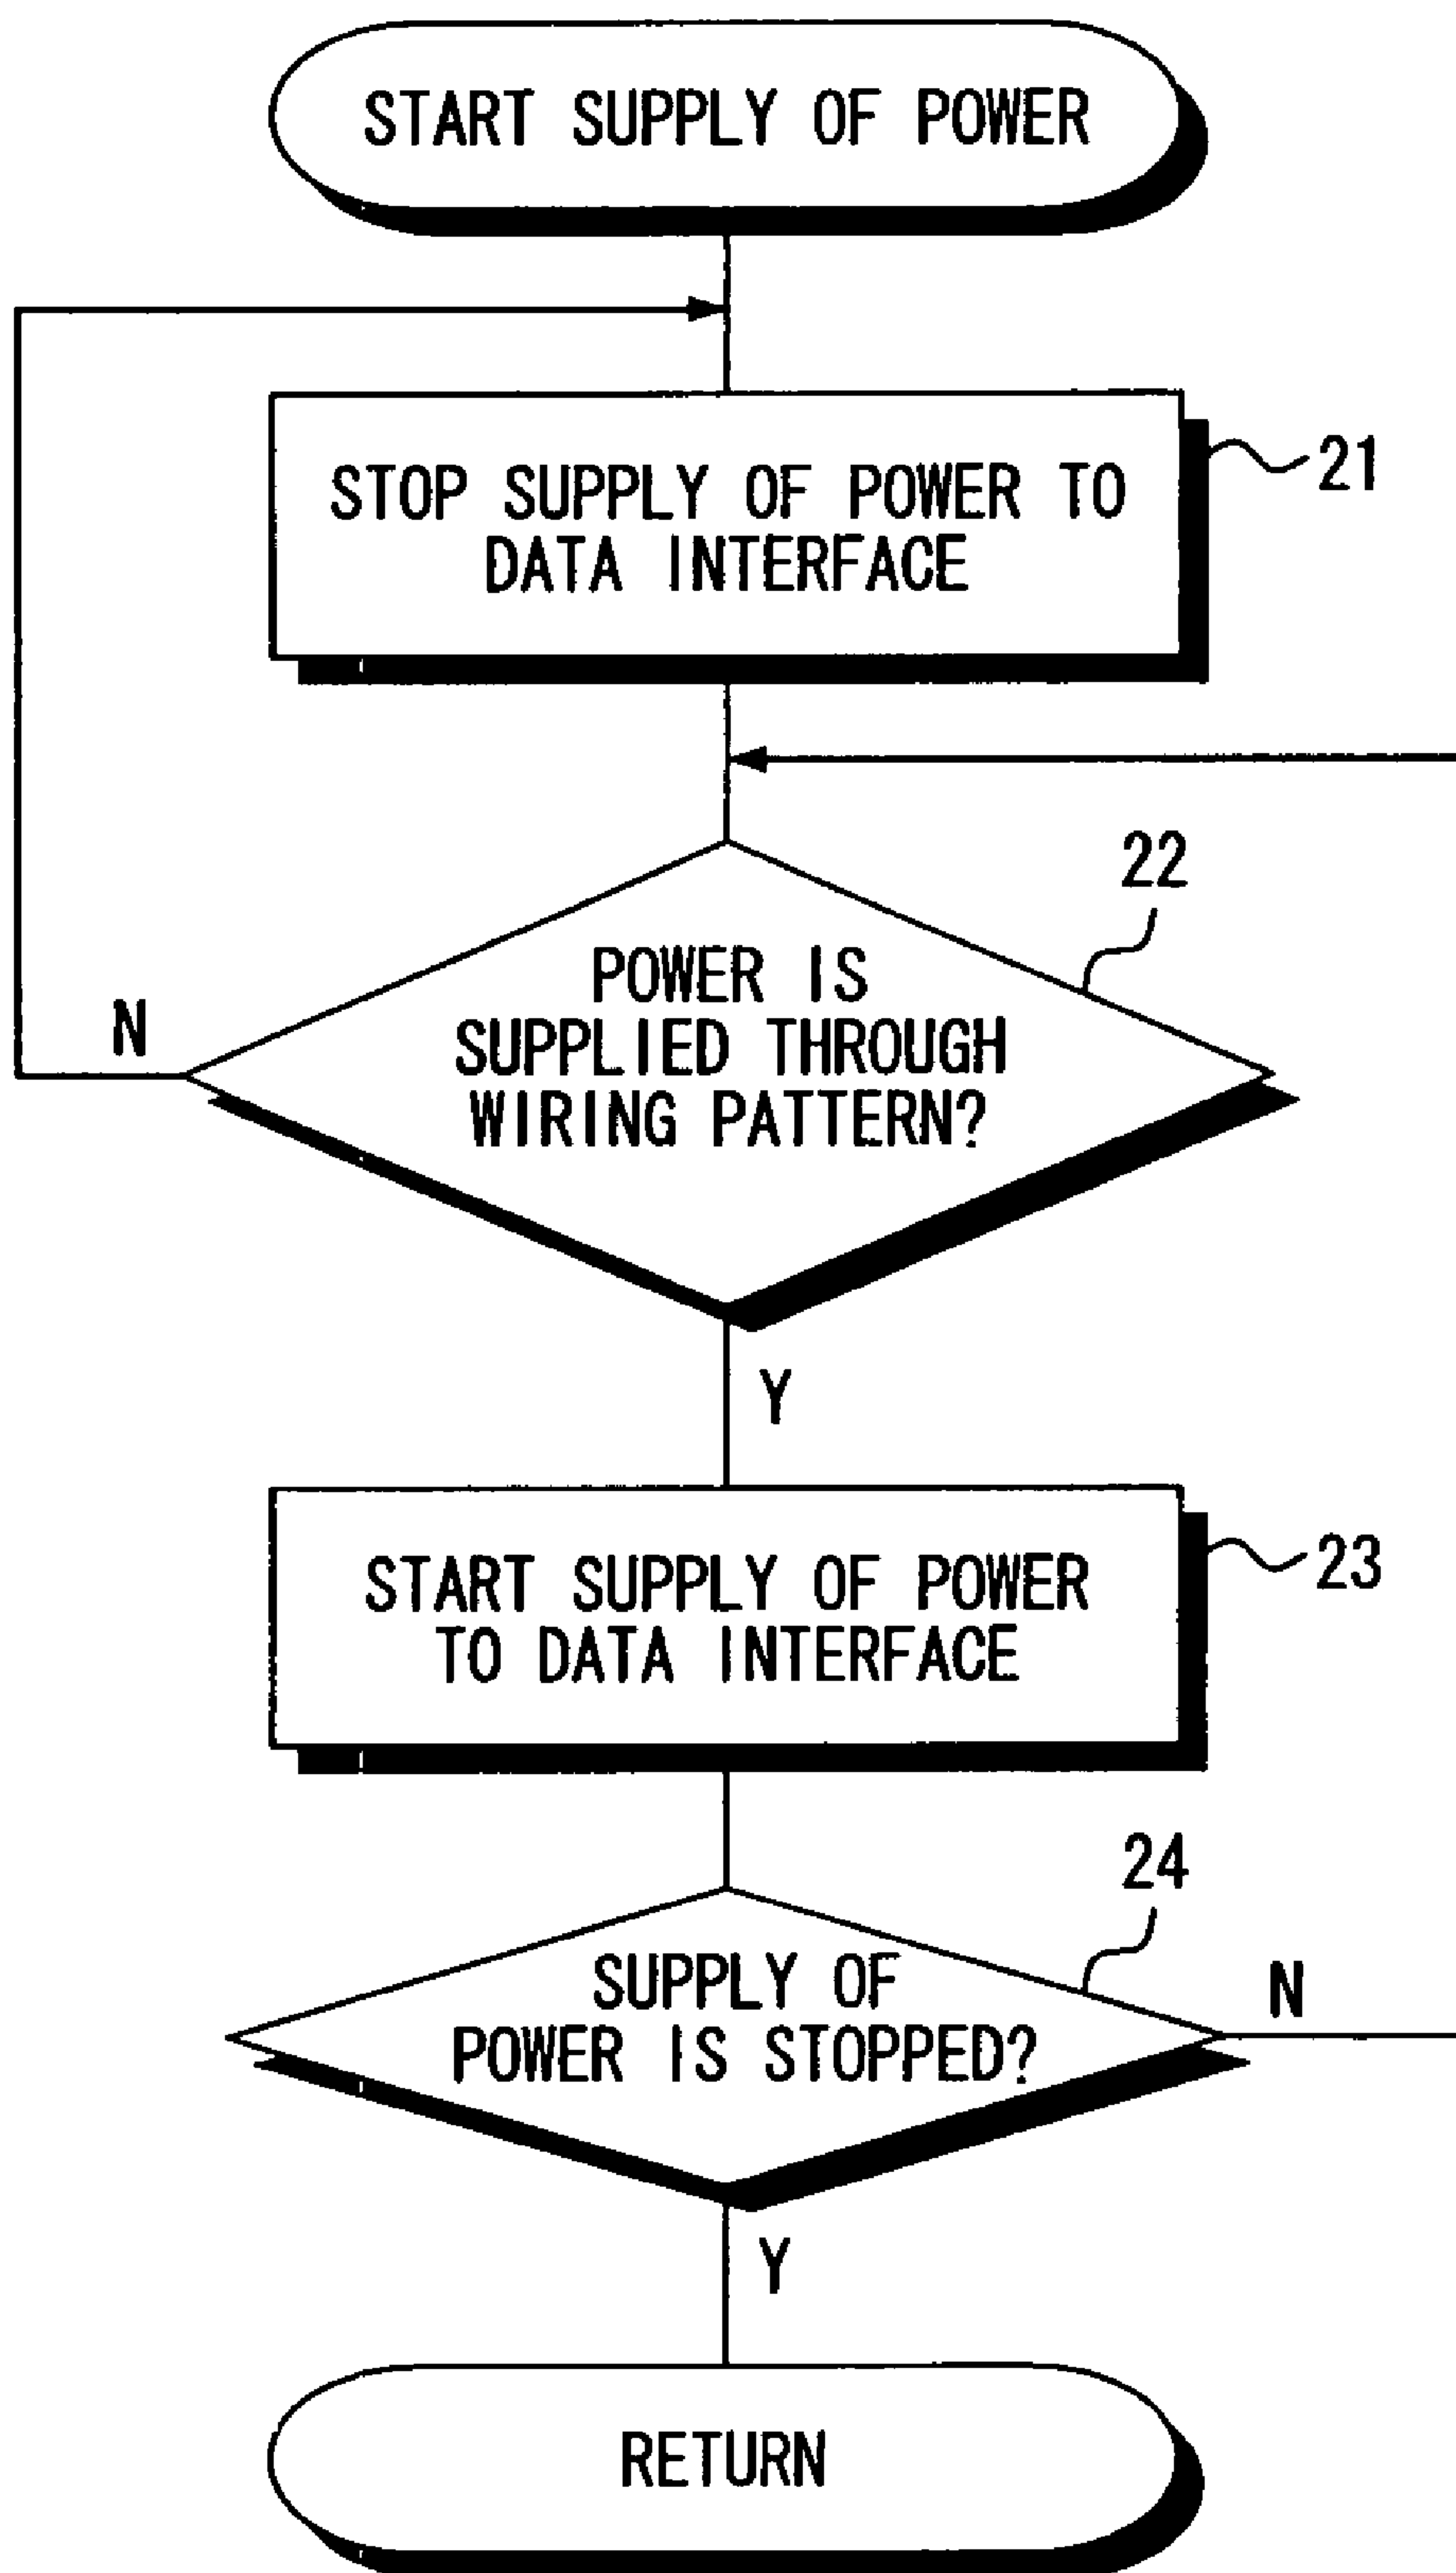 START SUPPLY OF POWER
STOP SUPPLY OF POWER TO
DATA INTERFACE
21
22
POWER IS
SUPPLIED THROUGH
WIRING PATTERN?
N
Y
START SUPPLY OF POWER
TO DATA INTERFACE
23
24
SUPPLY OF
POWER IS STOPPED?
N
Y
RETURN